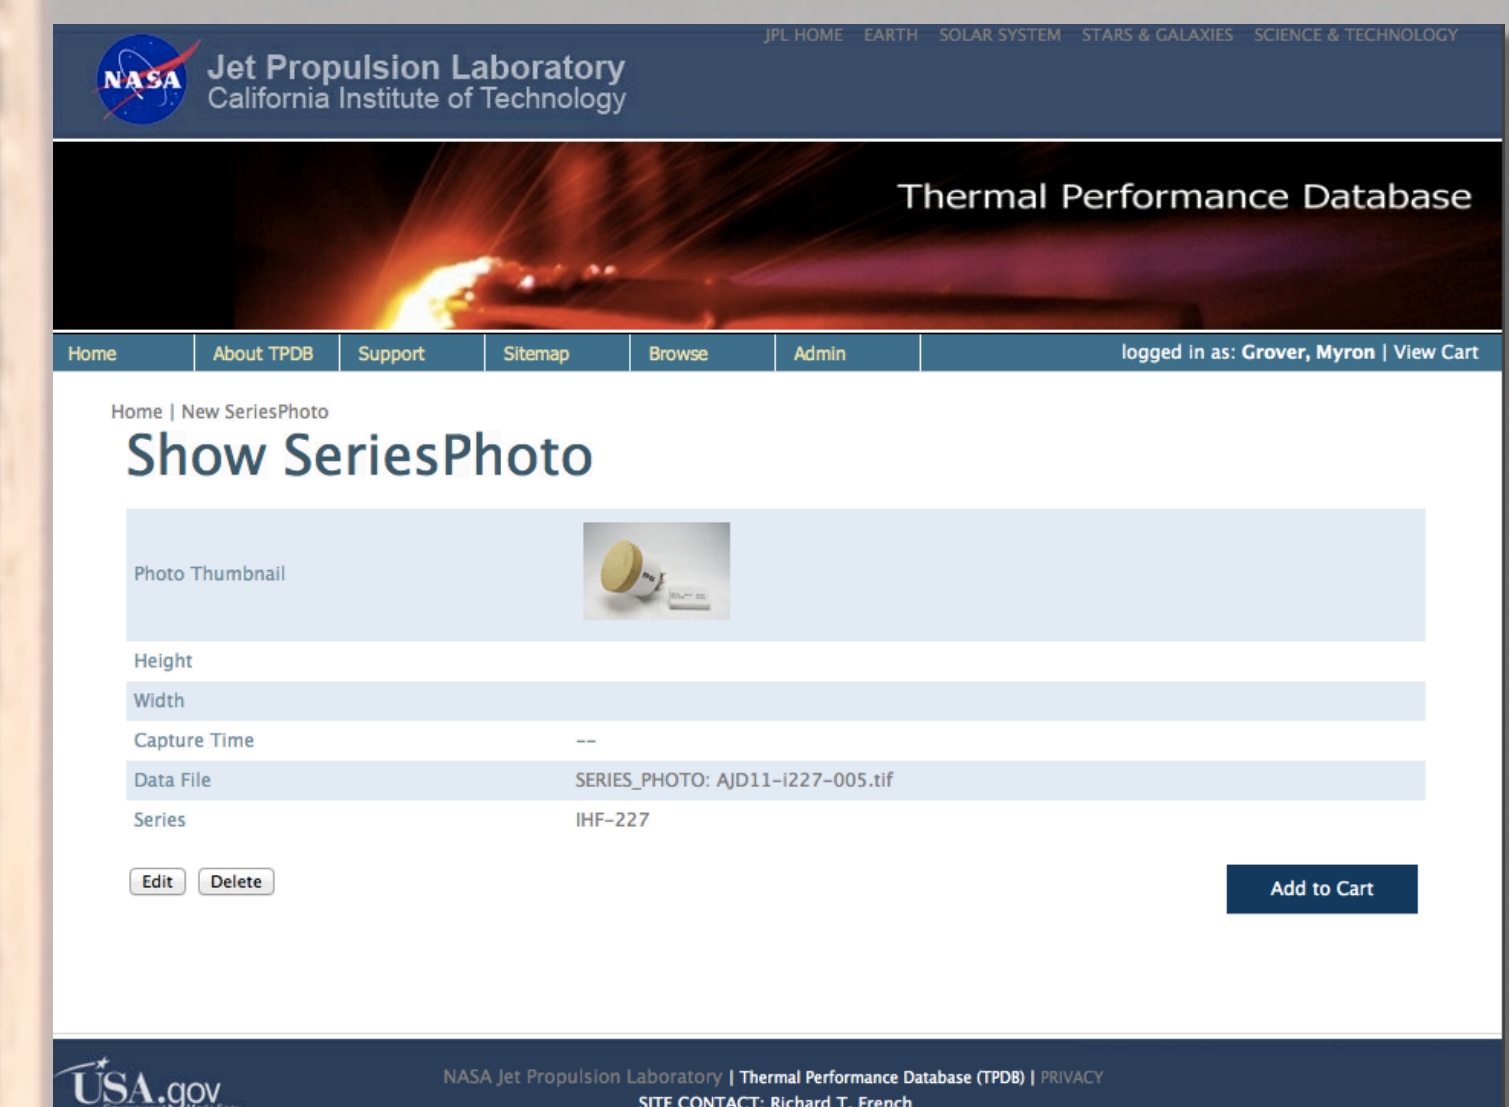 JPL HOME EARTH SOLAR SYSTEM STARS & GALAXIES SCIENCE & TECHNOLOGY
NASA
Jet Propulsion Laboratory
California Institute of Technology
Thermal Performance Database
Home About TPDB Support Sitemap Browse Admin logged in as: Grover, Myron | View Cart
Home | New SeriesPhoto
Show SeriesPhoto
Photo Thumbnail
Height
Width
Capture Time --
Data File SERIES_PHOTO: AJD11-i227-005.tif
Series IHF-227
Edit Delete Add to Cart
USA.gov
NASA Jet Propulsion Laboratory | Thermal Performance Database (TPDB) | PRIVACY
SITE CONTACT: Richard T. French